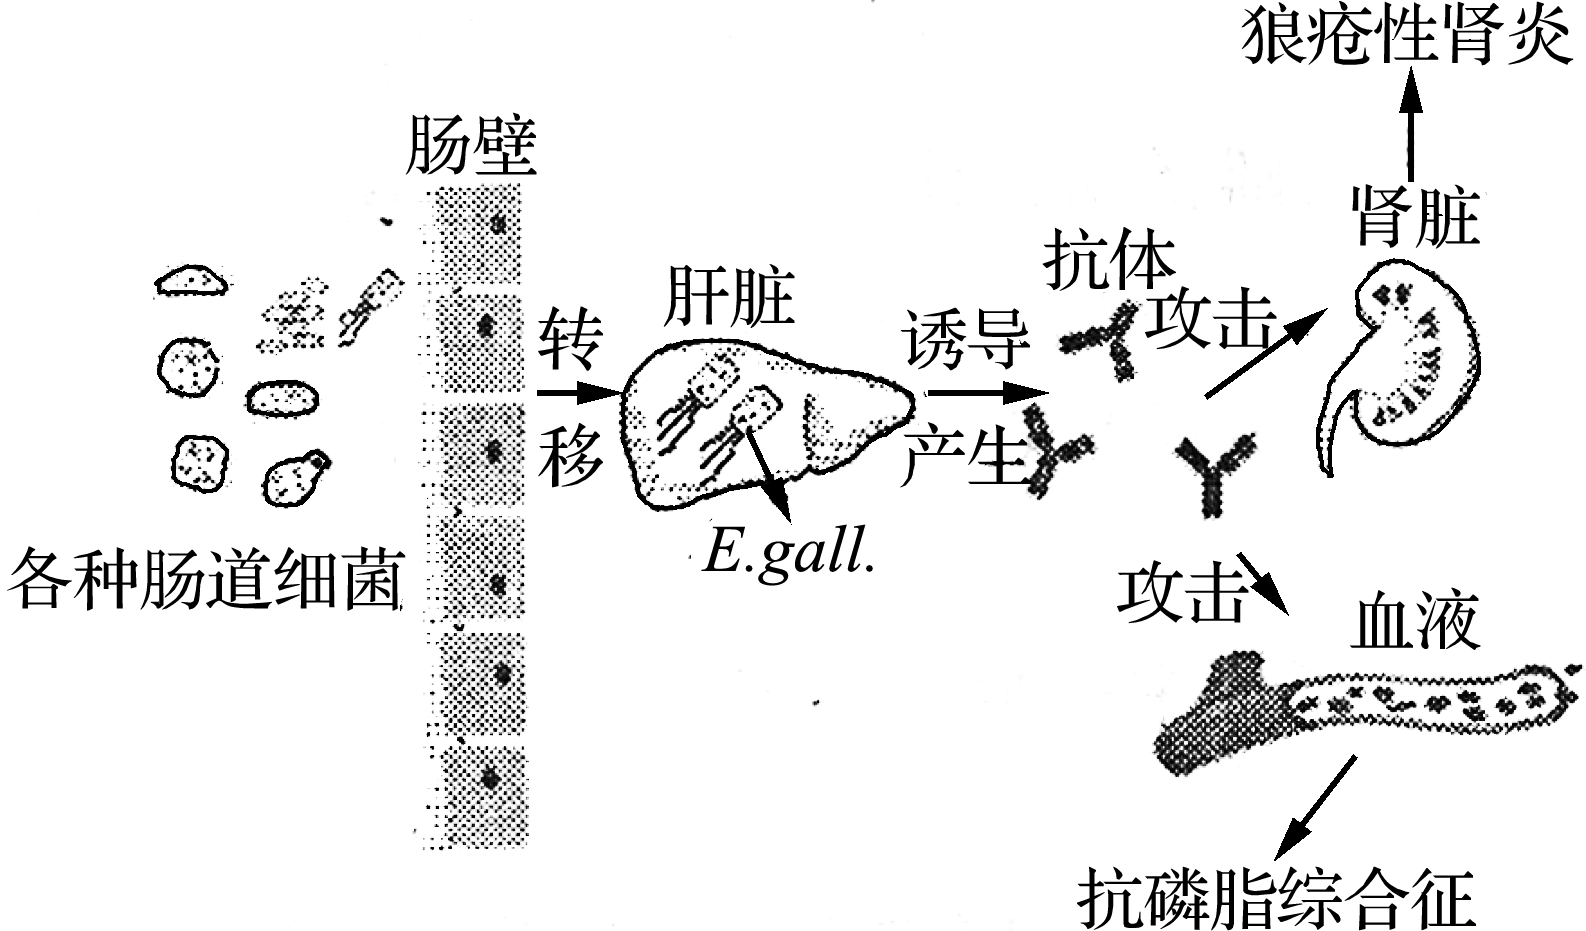 狼疮性肾炎
肠壁
肾脏
抗体
肝脏
攻击
转移
诱导
产生
E.gall.
各种肠道细菌
攻击
血液
抗磷脂综合征